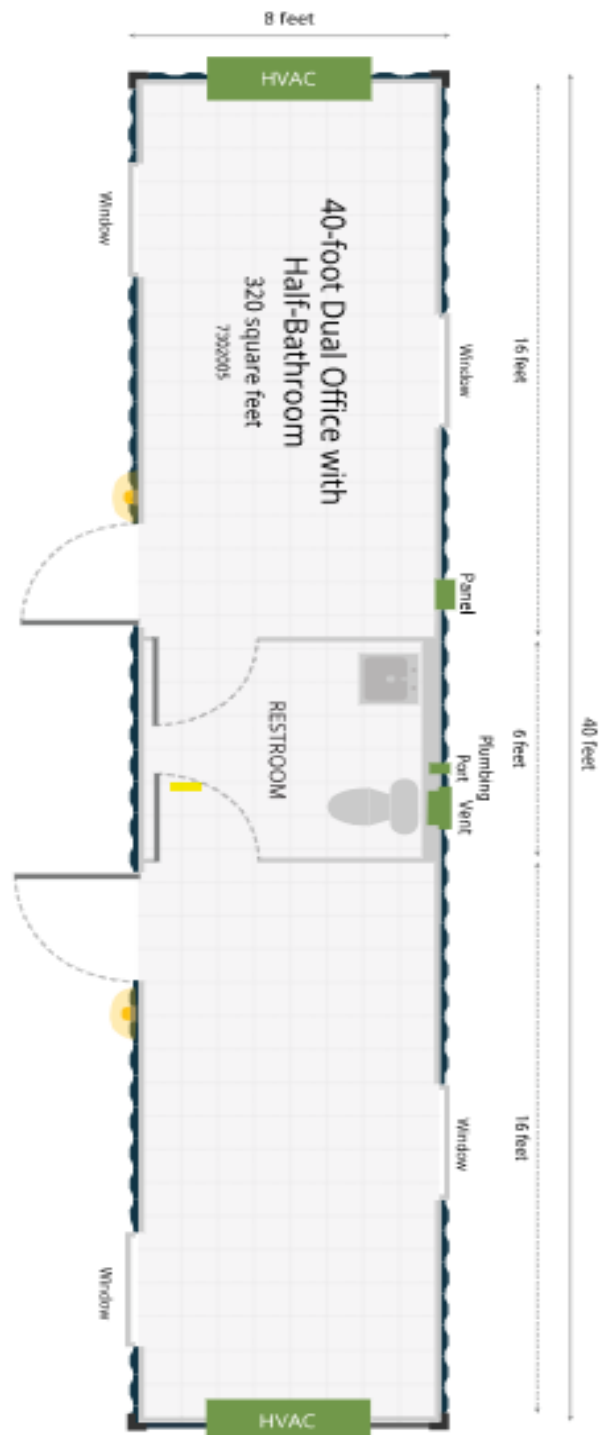 8 feet
HVAC
Window
40-foot Dual Office with
Half-Bathroom
320 square feet
7302005
Window
16 feet
Panel
RESTROOM
Plumbing
Port
Vent
6 feet
40 feet
Window
16 feet
Window
HVAC